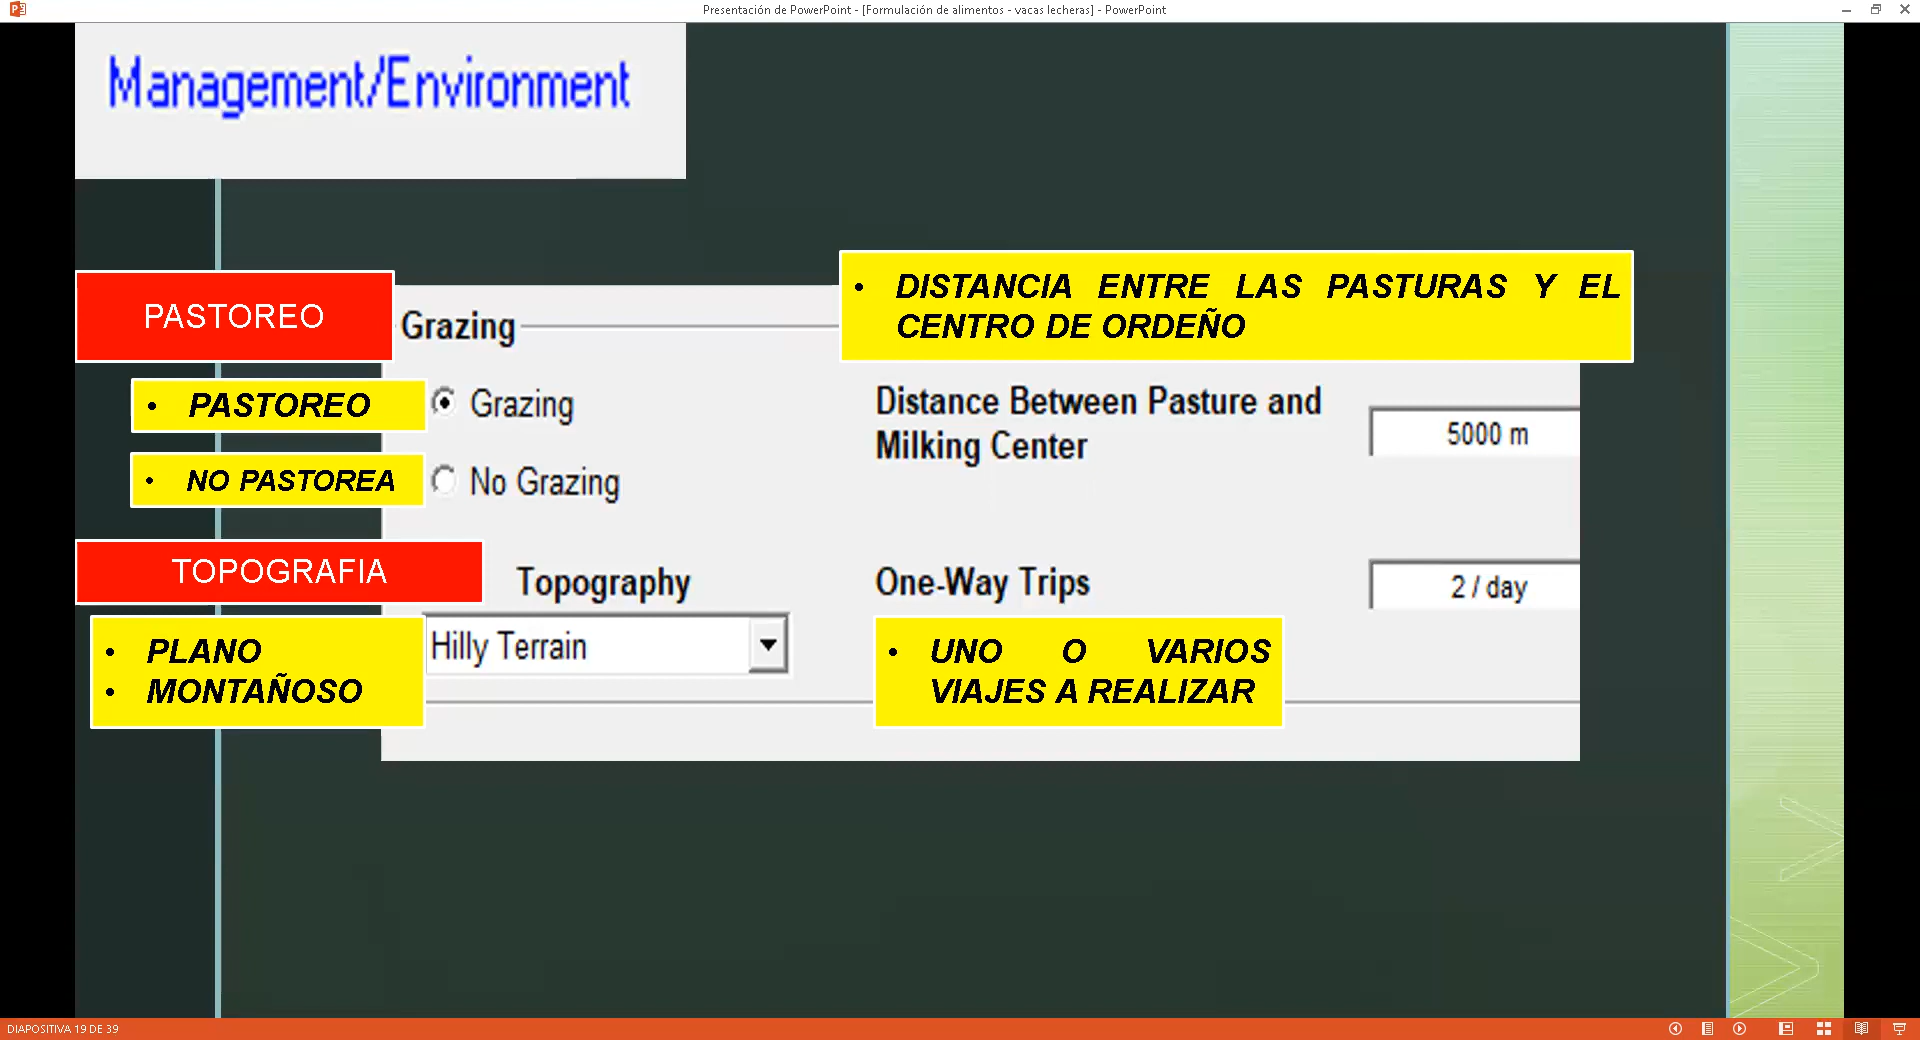 Presentación de PowerPoint - [Formulación de alimentos - vacas lecheras] - PowerPoint
Management/Environment
PASTOREO
Grazing
• DISTANCIA ENTRE LAS PASTURAS Y EL
CENTRO DE ORDEÑO
• PASTOREO
Grazing
Distance Between Pasture and
Milking Center
5000 m
• NO PASTOREA
No Grazing
TOPOGRAFIA
Topography
One-Way Trips
2 / day
• PLANO
• MONTAÑOSO
Hilly Terrain
• UNO O VARIOS
VIAJES A REALIZAR
DIAPOSITIVA 19 DE 39